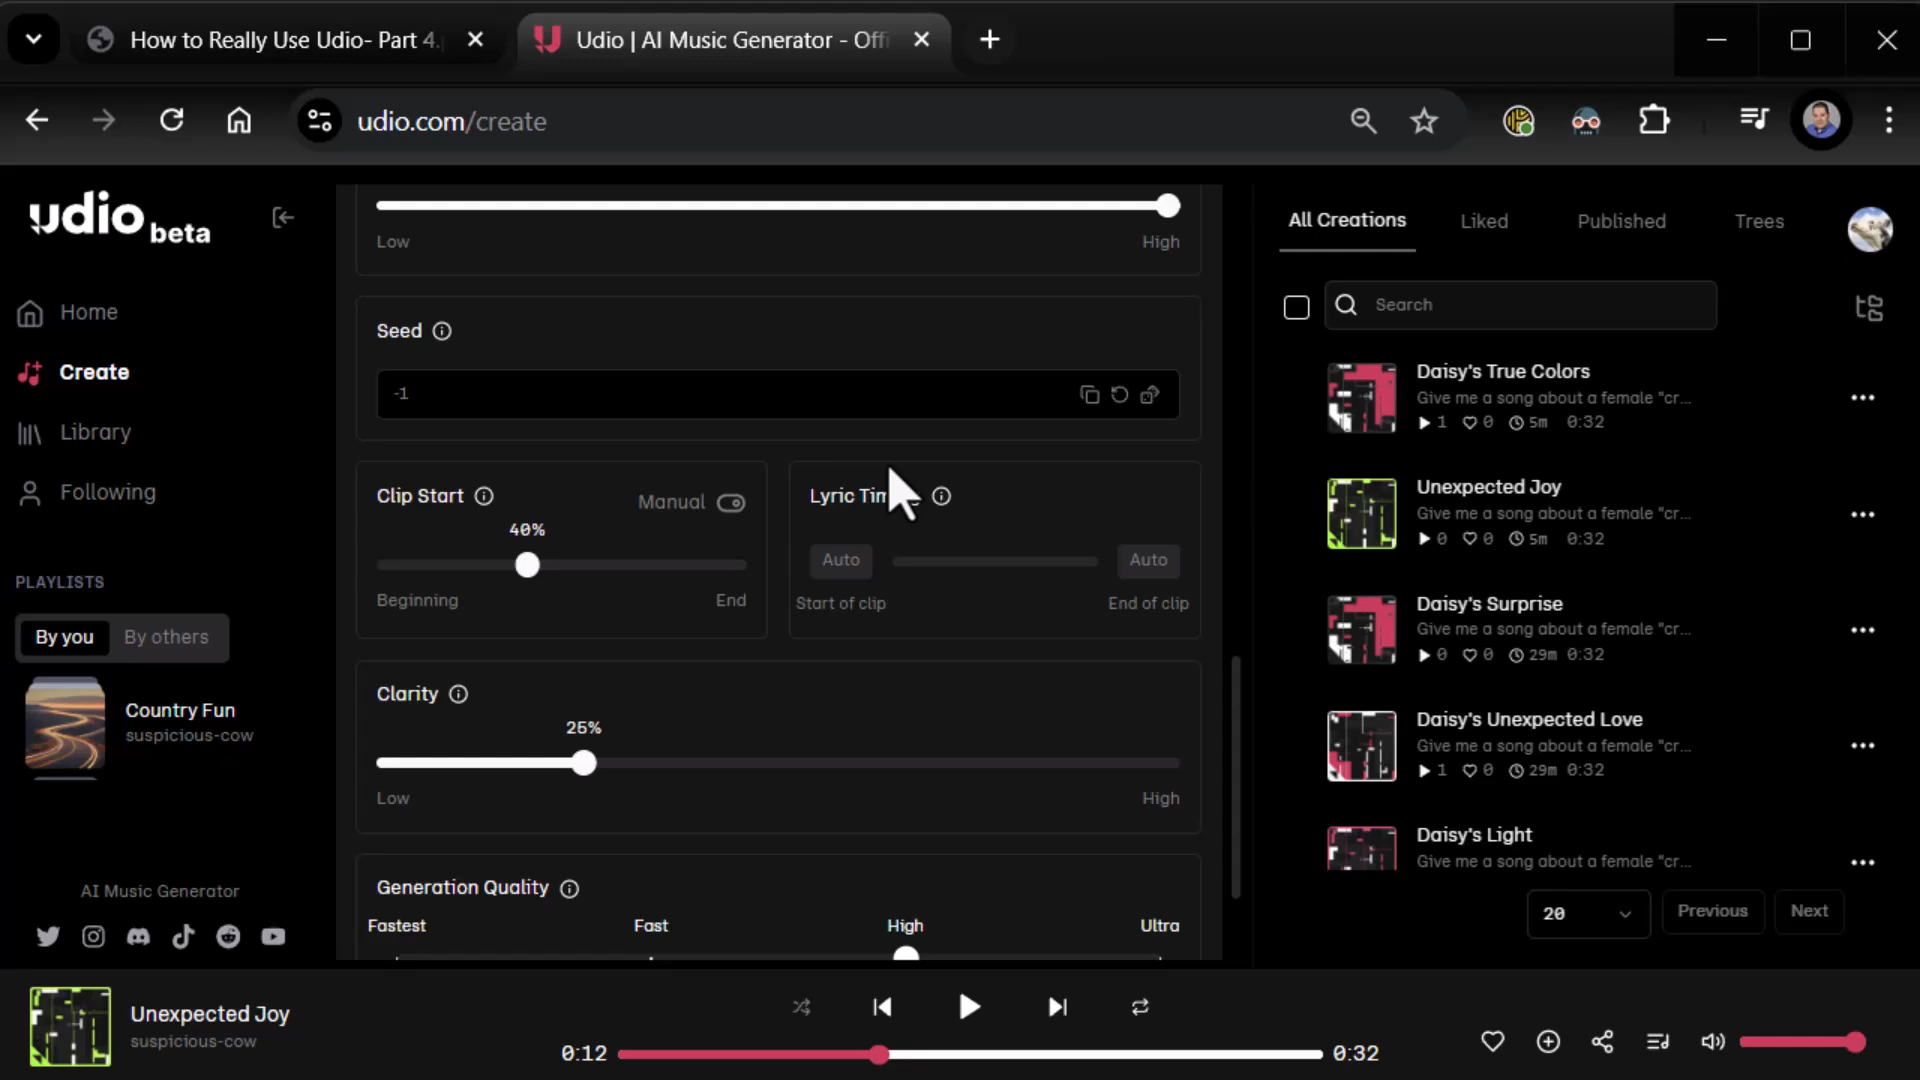 How to Really Use Udio- Part 4.
Udio | AI Music Generator - Offi
udio.com/create
udio beta
Home
Create
Library
Following
PLAYLISTS
By you
By others
Country Fun
suspicious-cow
AI Music Generator
Low
High
Seed
-1
Clip Start
Manual
40%
Beginning
End
Lyric Tim
Auto
Auto
Start of clip
End of clip
Clarity
25%
Low
High
Generation Quality
Fastest
Fast
High
Ultra
All Creations
Liked
Published
Trees
Search
Daisy's True Colors
Give me a song about a female "cr...
1 0 5m 0:32
Unexpected Joy
Give me a song about a female "cr...
0 0 5m 0:32
Daisy's Surprise
Give me a song about a female "cr...
0 0 29m 0:32
Daisy's Unexpected Love
Give me a song about a female "cr...
1 0 29m 0:32
Daisy's Light
Give me a song about a female "cr...
20
Previous
Next
Unexpected Joy
suspicious-cow
0:12
0:32